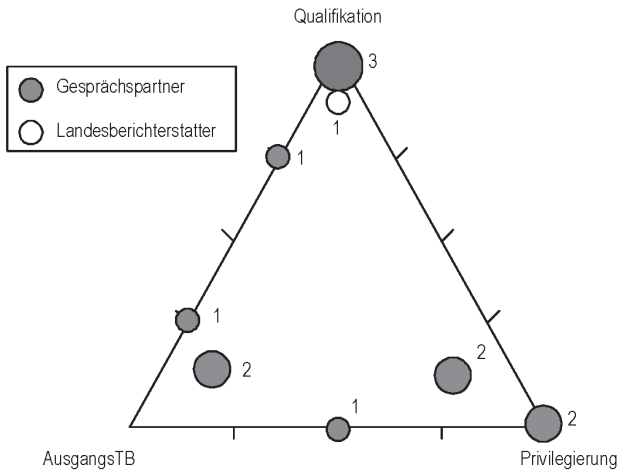 Qualifikation
3
Gesprächspartner
Landesberichterstatter
1
1
1
2
2
1
2
AusgangsTB
Privilegierung